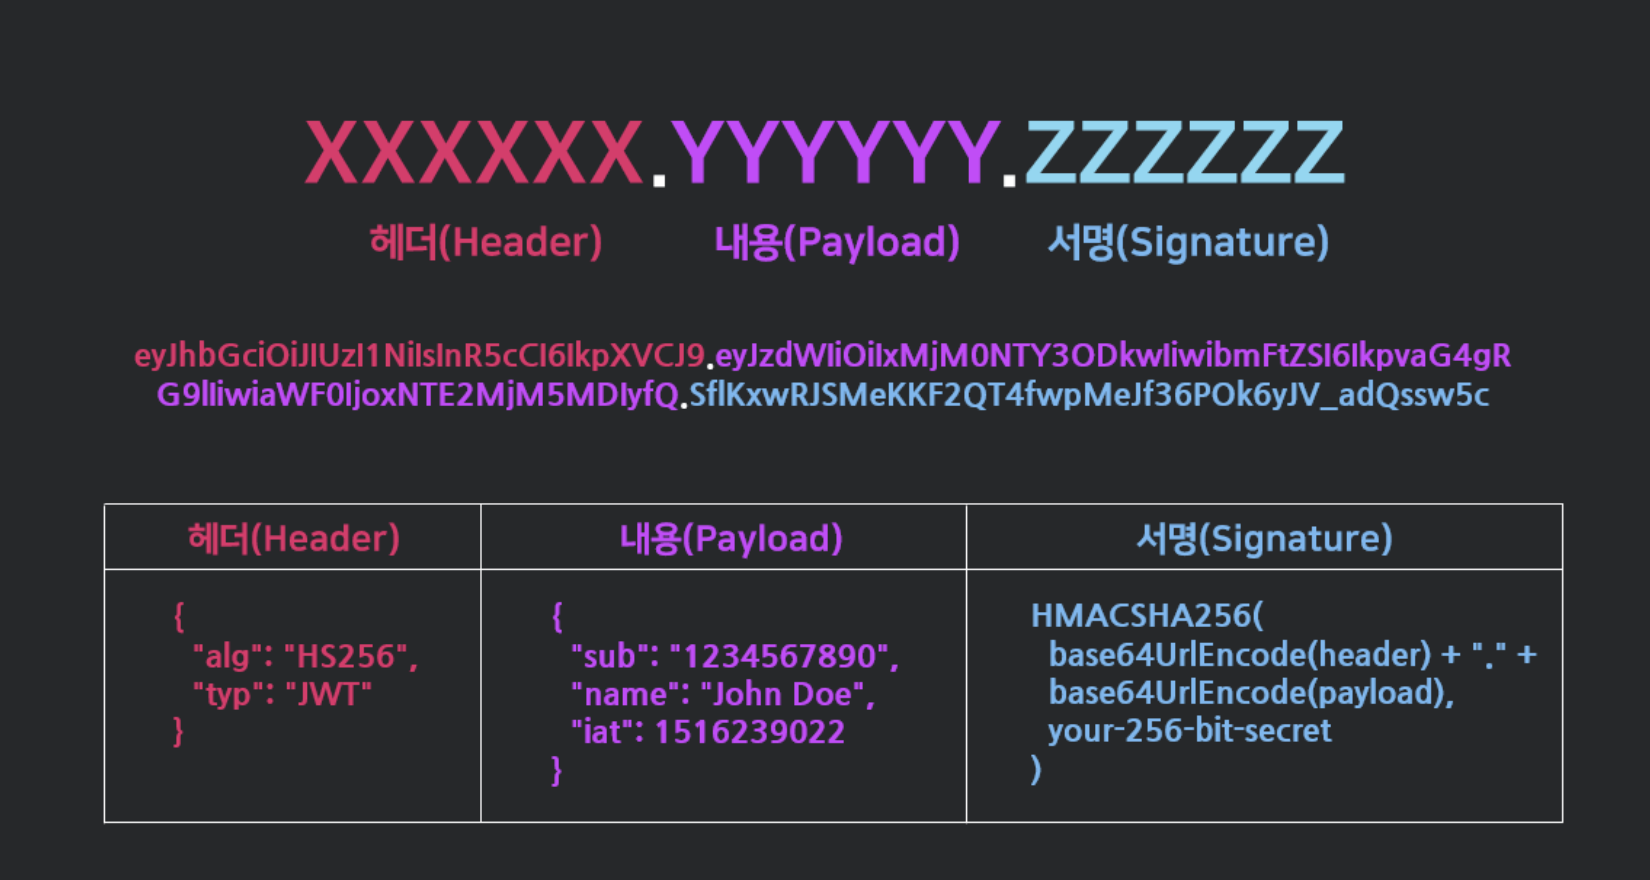 XXXXXX.YYYYYY.ZZZZZZ
헤더(Header) 내용(Payload) 서명(Signature)
eyJhbGciOiJIUzI1NiIsInR5cCI6IkpXVCJ9.eyJzdWIiOiIxMjM0NTY3ODkwIiwibmFtZSI6IkpvaG4gR
G9lIiwiaWF0IjoxNTE2MjM5MDIyfQ.SflKxwRJSMeKKF2QT4fwpMeJf36POk6yJV_adQssw5c
헤더(Header) 내용(Payload) 서명(Signature)
{
"alg": "HS256",
"typ": "JWT"
}
{
"sub": "1234567890",
"name": "John Doe",
"iat": 1516239022
}
HMACSHA256(
base64UrlEncode(header) + "." +
base64UrlEncode(payload),
your-256-bit-secret
)